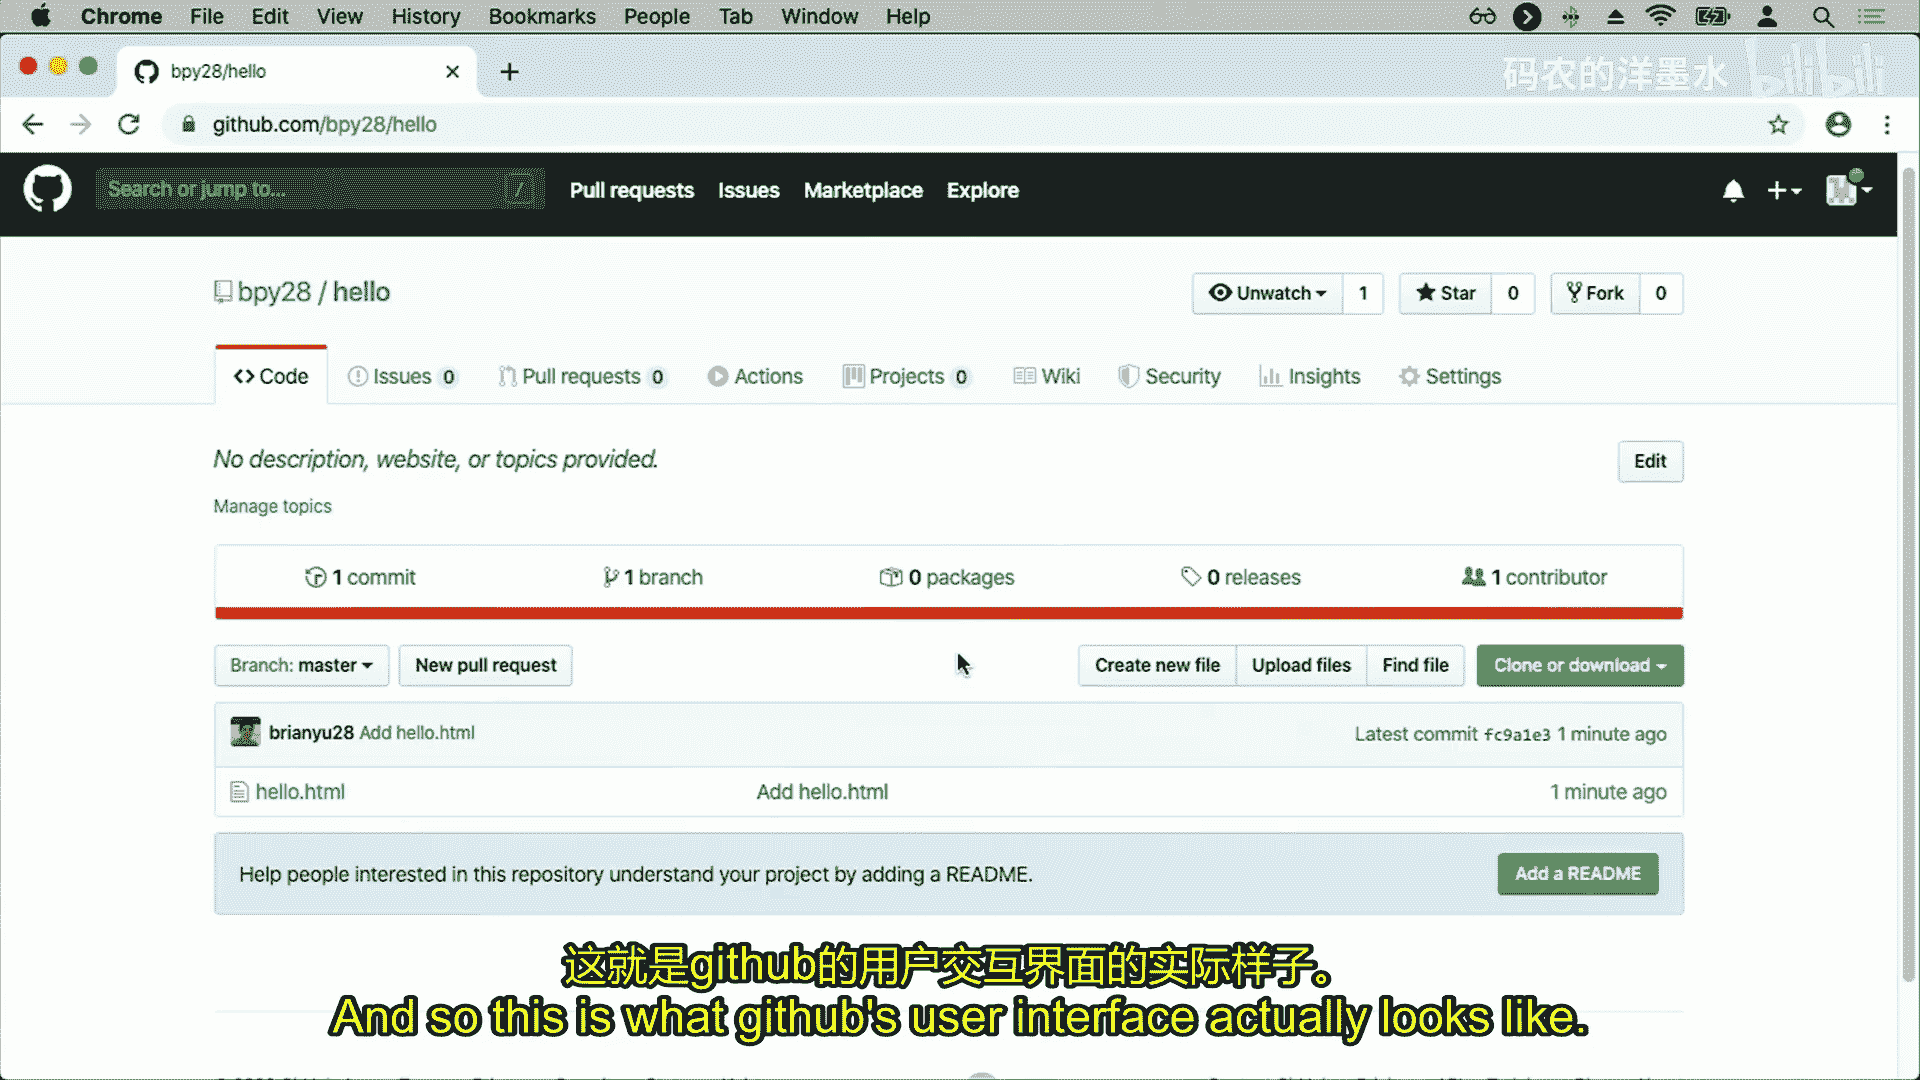 Chrome File Edit View History Bookmarks People Tab Window Help
bpy28/hello
码农的洋墨水 bilibili
github.com/bpy28/hello
Search or jump to... / Pull requests Issues Marketplace Explore
bpy28 / hello Unwatch 1 Star 0 Fork 0
Code Issues 0 Pull requests 0 Actions Projects 0 Wiki Security Insights Settings
No description, website, or topics provided. Edit
Manage topics
1 commit 1 branch 0 packages 0 releases 1 contributor
Branch: master New pull request Create new file Upload files Find file Clone or download
brianyu28 Add hello.html Latest commit fc9a1e3 1 minute ago
hello.html Add hello.html 1 minute ago
Help people interested in this repository understand your project by adding a README. Add a README
这就是github的用户交互界面的实际样子。
And so this is what github's user interface actually looks like.